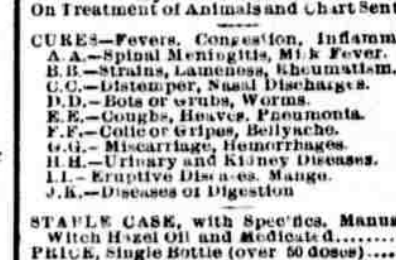 On Treatment of Animals and Chart Sent
CURES—Fevers, Congestion, Inflamm
A.A.—Spinal Meningitis, Milk Fever.
B.B.—Strains, Lameness, Rheumatism.
C.C.—Distemper, Nasal Discharges.
D.D.—Bots or Grubs, Worms.
E.E.—Coughs, Heaves, Pneumonia.
F.F.—Colic or Gripes, Bellyache.
G.G.—Miscarriage, Hemorrhages.
H.H.—Urinary and Kidney Diseases.
I.I.—Eruptive Diseases, Mange.
J.K.—Diseases of Digestion
STABLE CASE, with Specifics, Manua
Witch Hazel Oil and Medicated........
PRICE, Single Bottle (over 50 doses)....